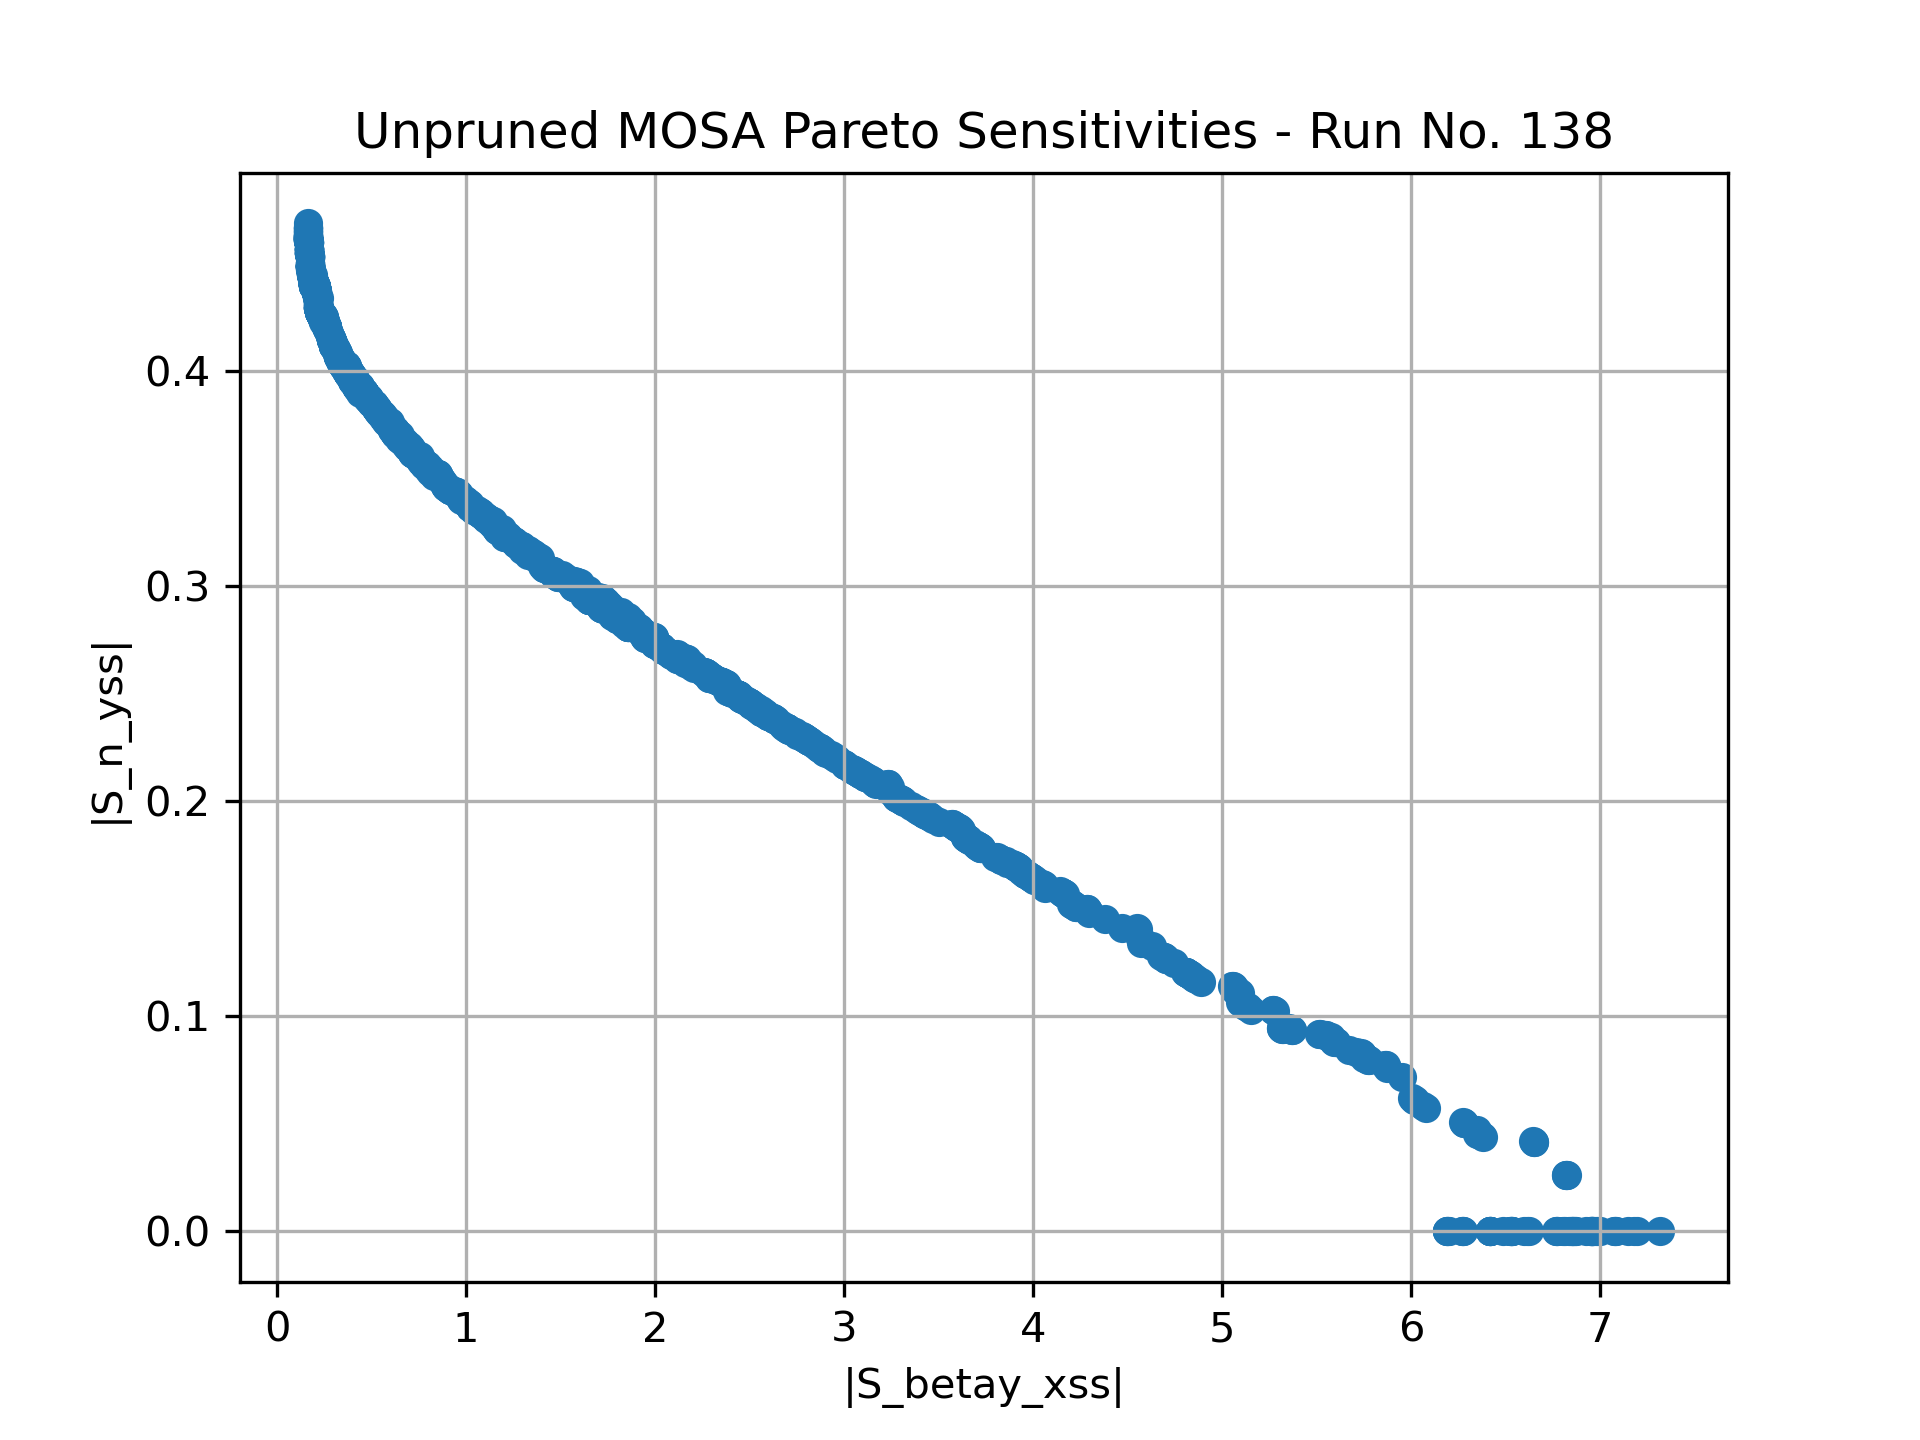 Unpruned MOSA Pareto Sensitivities - Run No. 138
|S_n_yss|
0.4
0.3
0.2
0.1
0.0
0 1 2 3 4 5 6 7
|S_betay_xss|